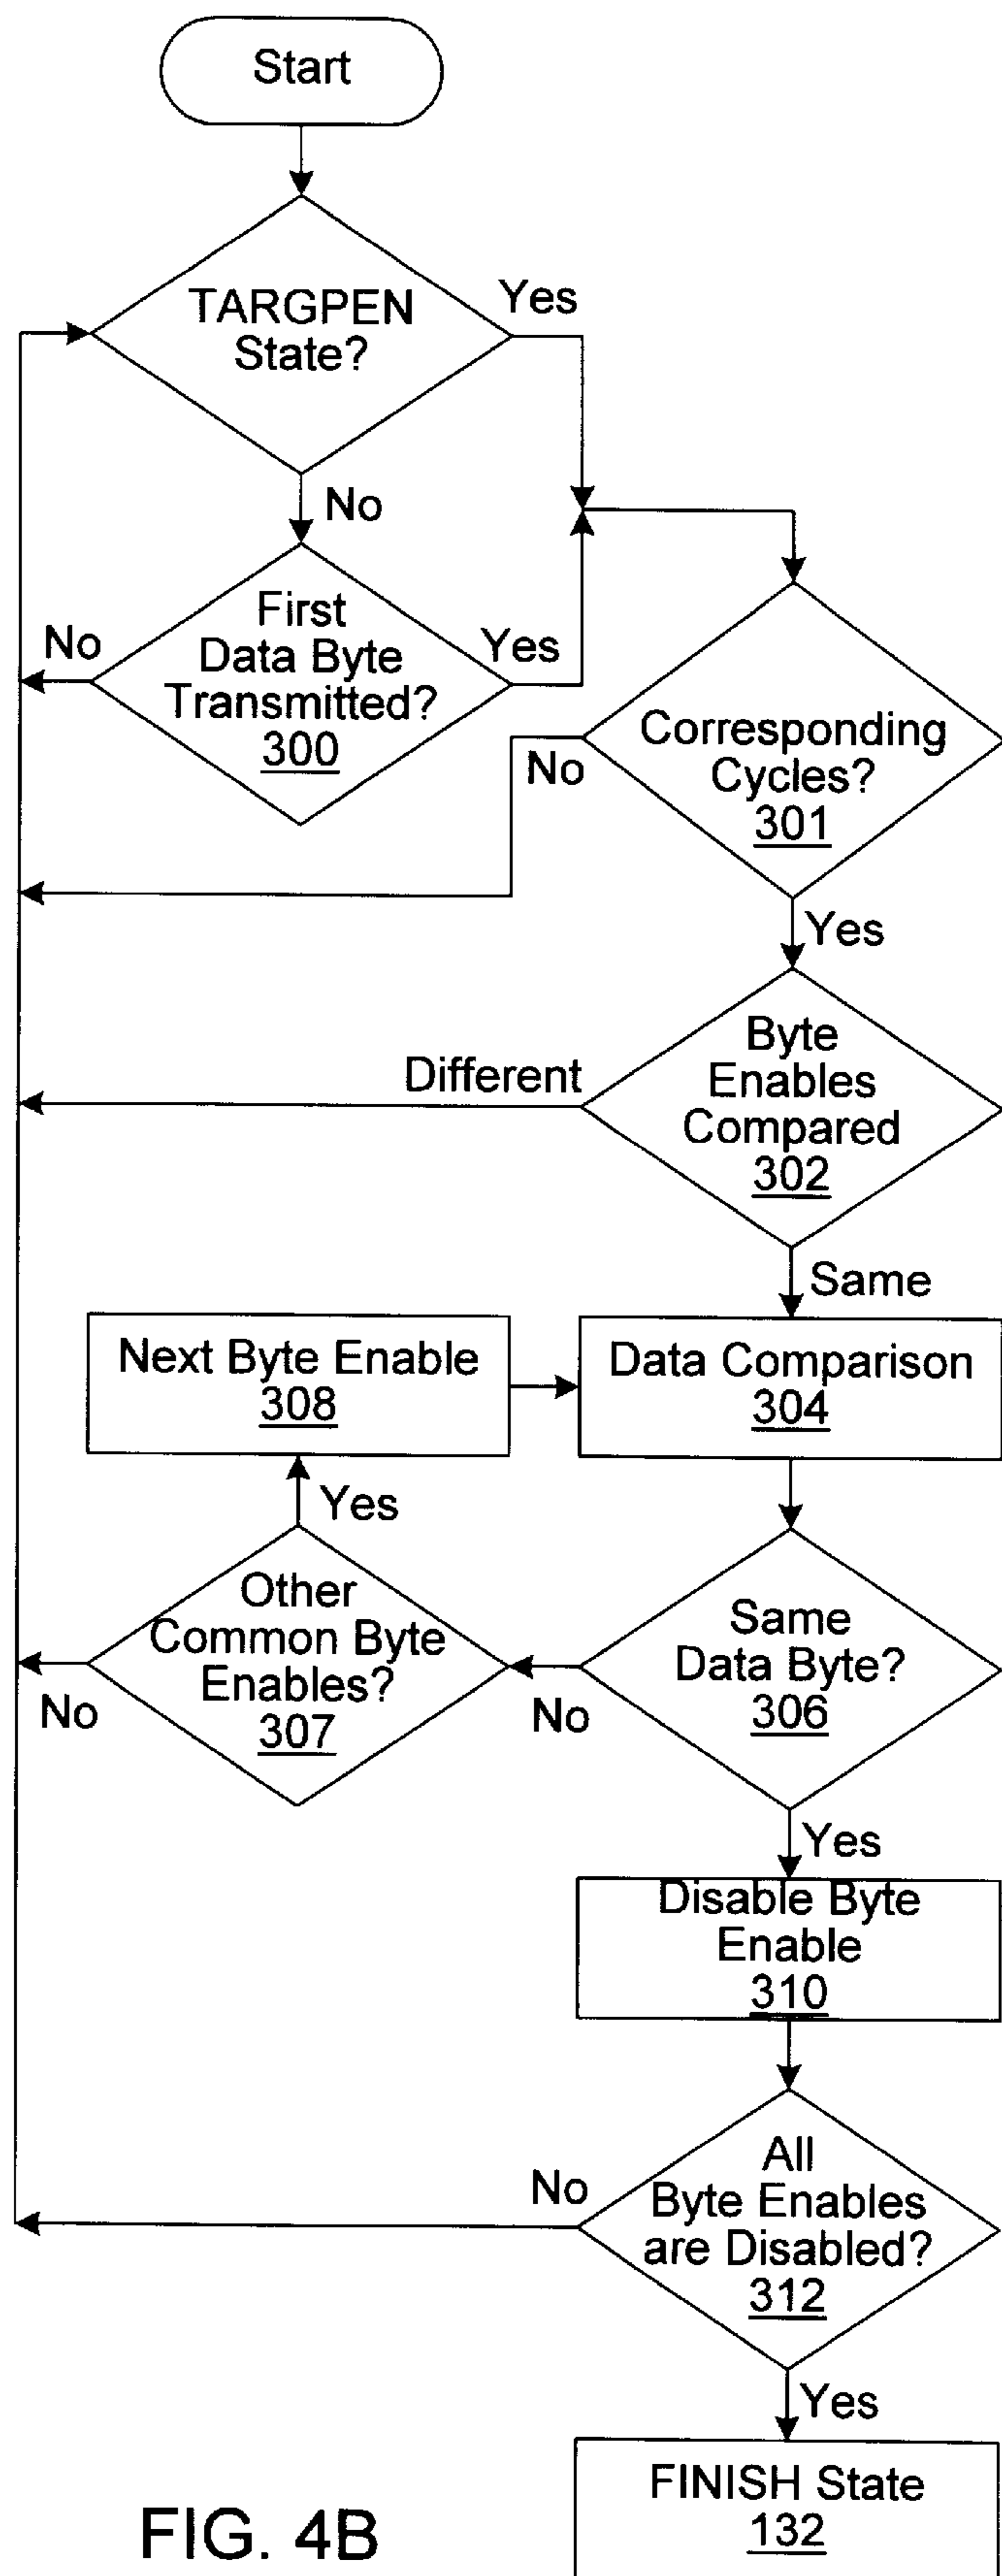 Start
TARGPEN
State?
Yes
No
First
Data Byte
Transmitted?
300
No
Yes
Corresponding
Cycles?
301
No
Yes
Byte
Enables
Compared
302
Different
Same
Next Byte Enable
308
Data Comparison
304
Yes
Other
Common Byte
Enables?
307
No
Same
Data Byte?
306
No
Yes
Disable Byte
Enable
310
All
Byte Enables
are Disabled?
312
No
Yes
FINISH State
132
FIG. 4B